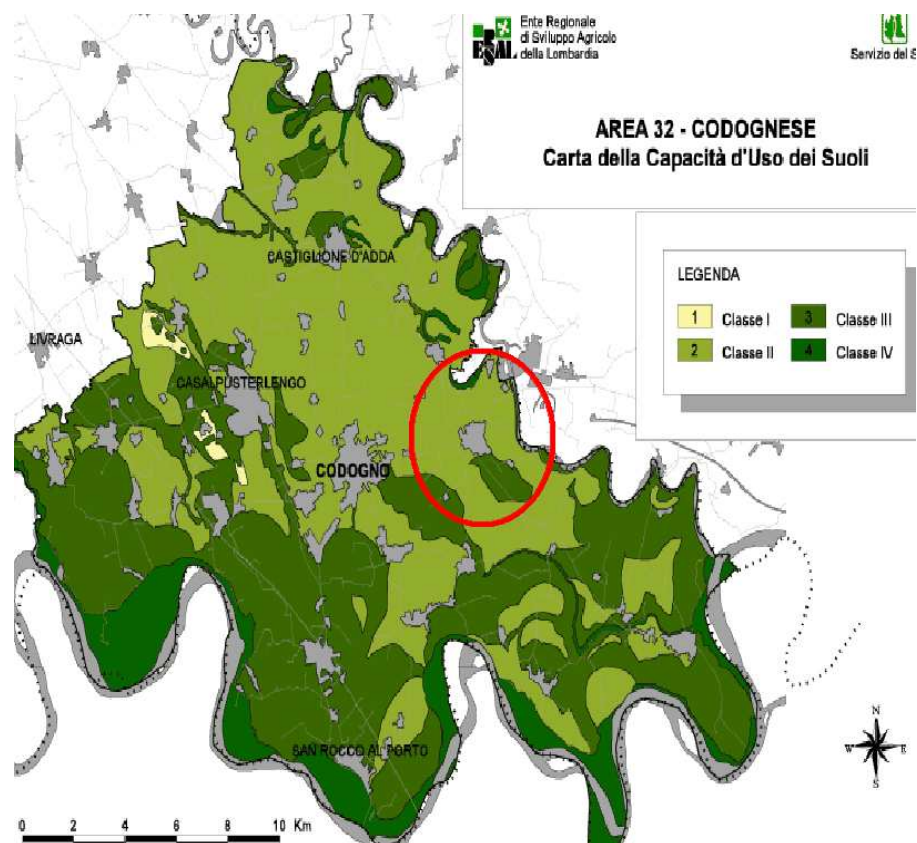 ERSAL
Ente Regionale
di Sviluppo Agricolo
della Lombardia
Servizio del S
AREA 32 - CODOGNESE
Carta della Capacità d'Uso dei Suoli
LEGENDA
1 Classe I
3 Classe III
2 Classe II
4 Classe IV
CASTIGLIONE D'ADDA
LIVRAGA
CASALPUSTERLENGO
CODOGNO
SAN ROCCO AL PORTO
N
W E
S
0 2 4 6 8 10 Km